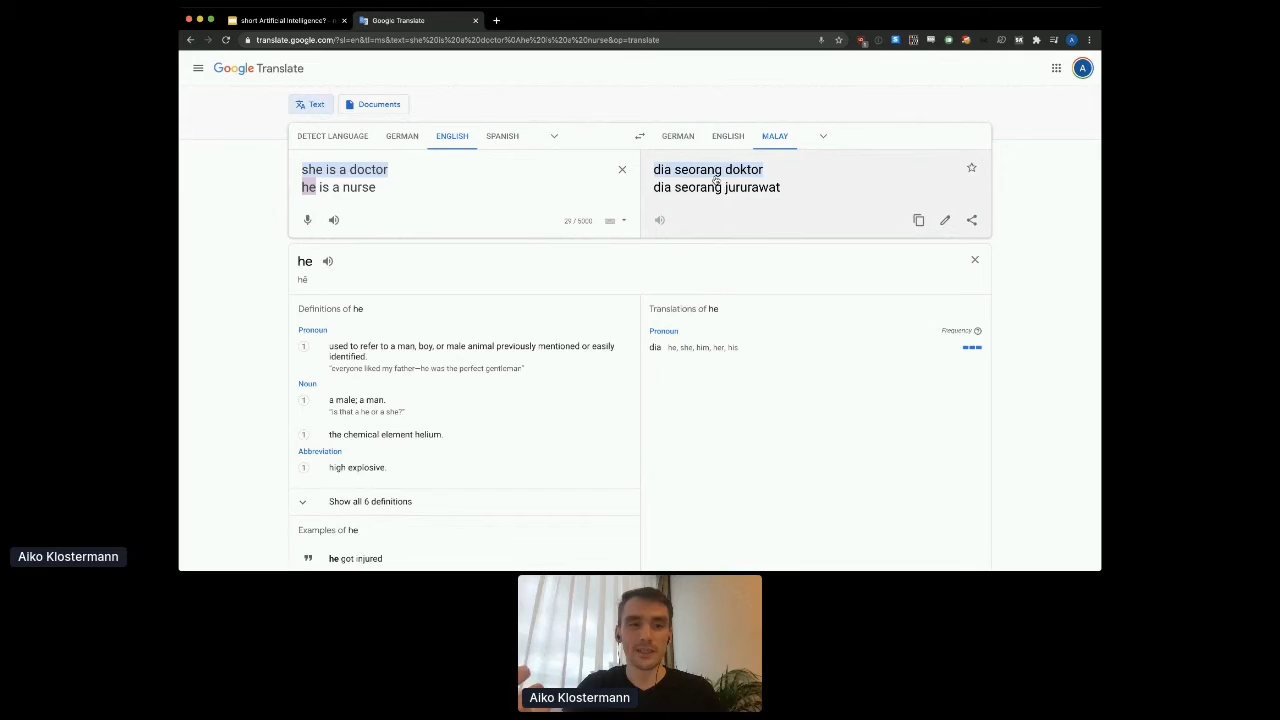 short Artificial Intelligence? -
Google Translate
translate.google.com/?sl=en&tl=ms&text=she%20is%20a%20doctor%0Ahe%20is%20a%20nurse&op=translate
Google Translate
A
Text
Documents
DETECT LANGUAGE
GERMAN
ENGLISH
SPANISH
GERMAN
ENGLISH
MALAY
she is a doctor
he is a nurse
dia seorang doktor
dia seorang jururawat
29 / 5000
he
hē
Definitions of he
Translations of he
Pronoun
Pronoun
Frequency
1
used to refer to a man, boy, or male animal previously mentioned or easily
identified.
"everyone liked my father—he was the perfect gentleman"
dia he, she, him, her, his
Noun
1
a male; a man.
"is that a he or a she?"
1
the chemical element helium.
Abbreviation
1
high explosive.
Show all 6 definitions
Examples of he
he got injured
Aiko Klostermann
Aiko Klostermann